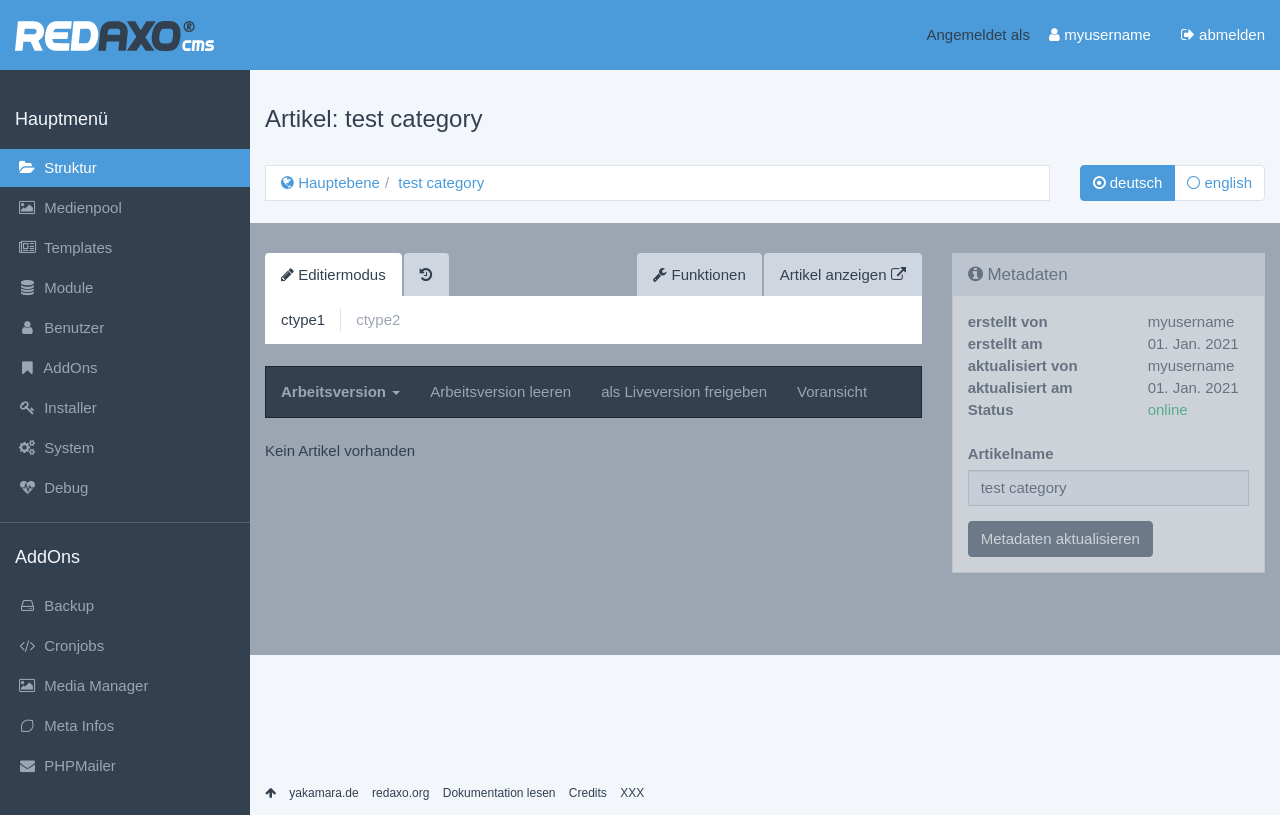 REDAXO® cms
Angemeldet als myusername abmelden
Hauptmenü
Struktur
Medienpool
Templates
Module
Benutzer
AddOns
Installer
System
Debug
AddOns
Backup
Cronjobs
Media Manager
Meta Infos
PHPMailer
Artikel: test category
Hauptebene / test category
deutsch english
Editiermodus Funktionen Artikel anzeigen
ctype1 ctype2
Arbeitsversion Arbeitsversion leeren als Liveversion freigeben Voransicht
Kein Artikel vorhanden
Metadaten
erstellt von myusername
erstellt am 01. Jan. 2021
aktualisiert von myusername
aktualisiert am 01. Jan. 2021
Status online
Artikelname
test category
Metadaten aktualisieren
yakamara.de redaxo.org Dokumentation lesen Credits XXX